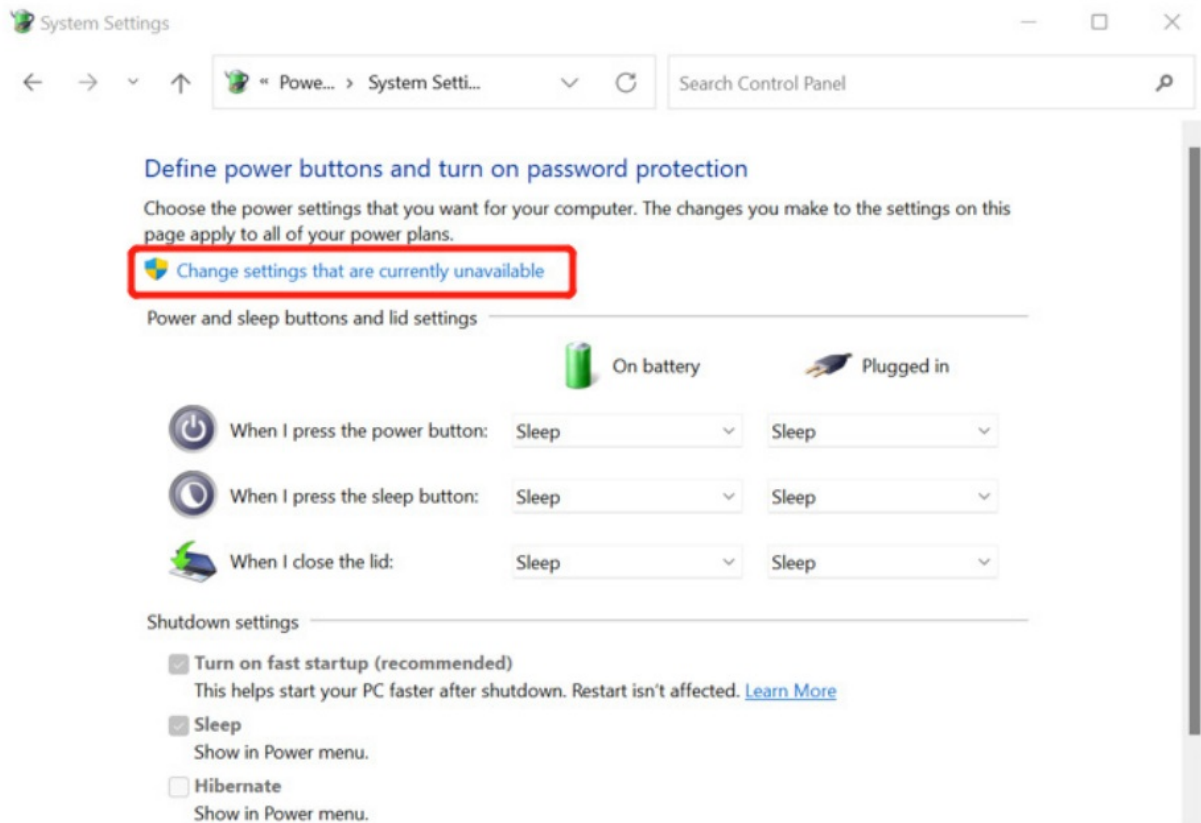 System Settings
« Powe... › System Setti...
Search Control Panel
Define power buttons and turn on password protection
Choose the power settings that you want for your computer. The changes you make to the settings on this
page apply to all of your power plans.
Change settings that are currently unavailable
Power and sleep buttons and lid settings
On battery Plugged in
When I press the power button: Sleep Sleep
When I press the sleep button: Sleep Sleep
When I close the lid: Sleep Sleep
Shutdown settings
Turn on fast startup (recommended)
This helps start your PC faster after shutdown. Restart isn't affected. Learn More
Sleep
Show in Power menu.
Hibernate
Show in Power menu.